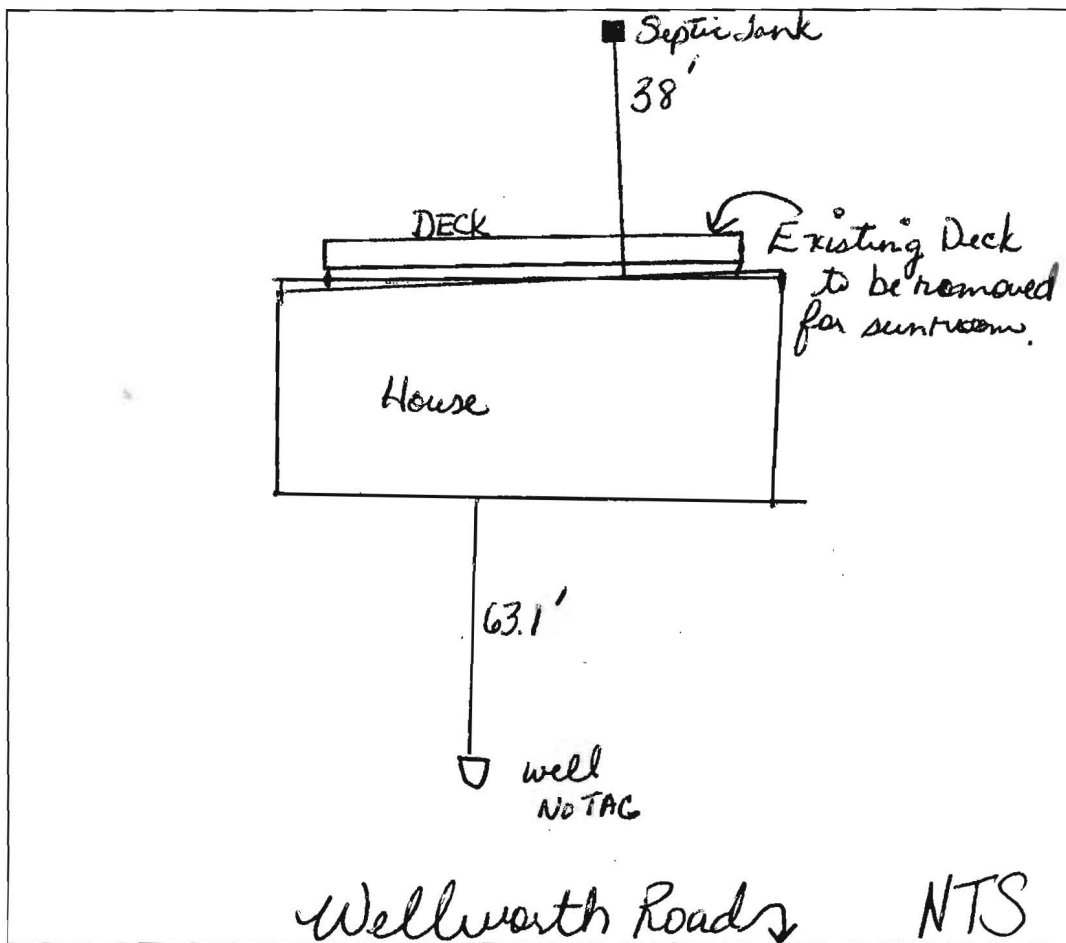 Septic Tank
38'
DECK
Existing Deck
to be removed
for sunroom.
House
63.1'
well
NO TAG
Wellworth Road
NTS